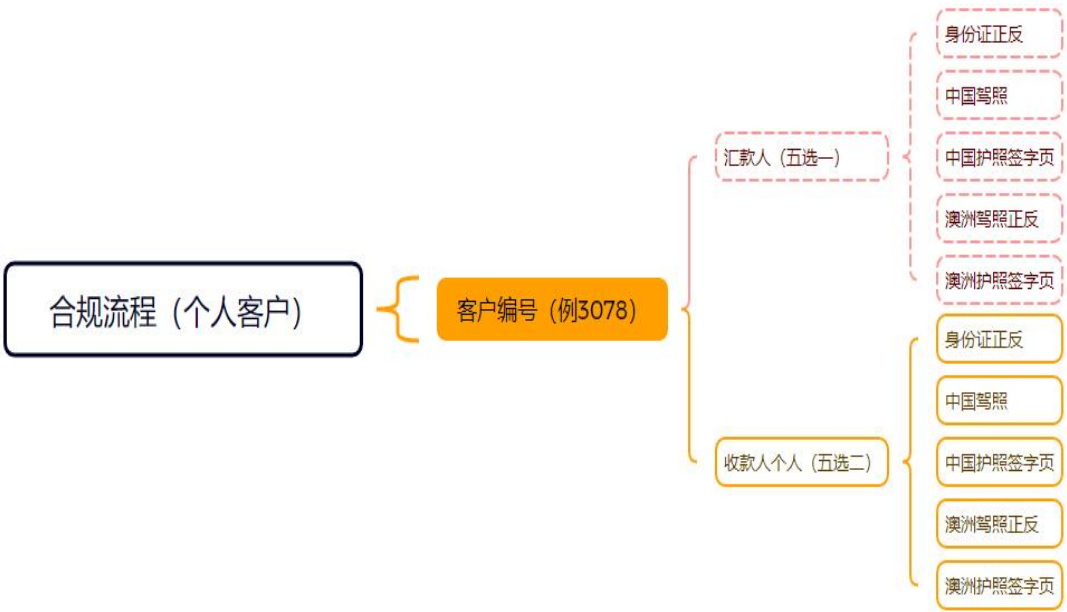 合规流程（个人客户）
客户编号（例3078）
汇款人（五选一）
身份证正反
中国驾照
中国护照签字页
澳洲驾照正反
澳洲护照签字页
收款人个人（五选二）
身份证正反
中国驾照
中国护照签字页
澳洲驾照正反
澳洲护照签字页